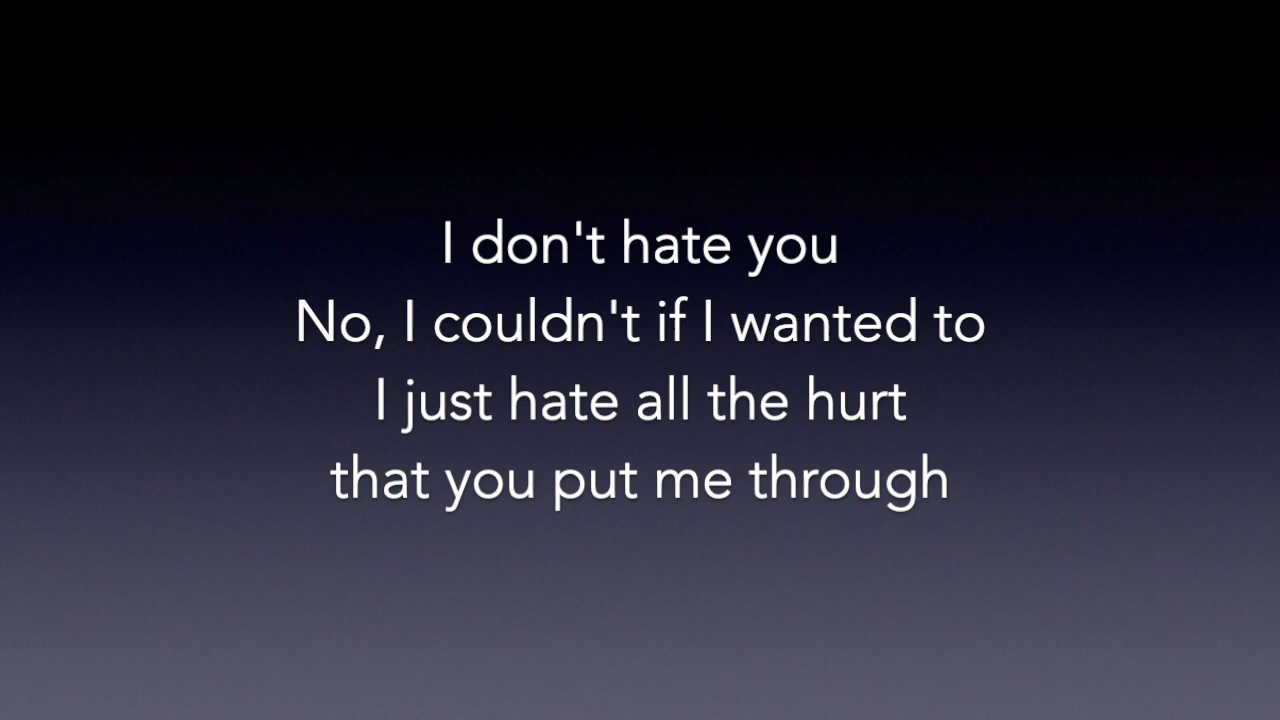 I don't hate you
No, I couldn't if I wanted to
I just hate all the hurt
that you put me through